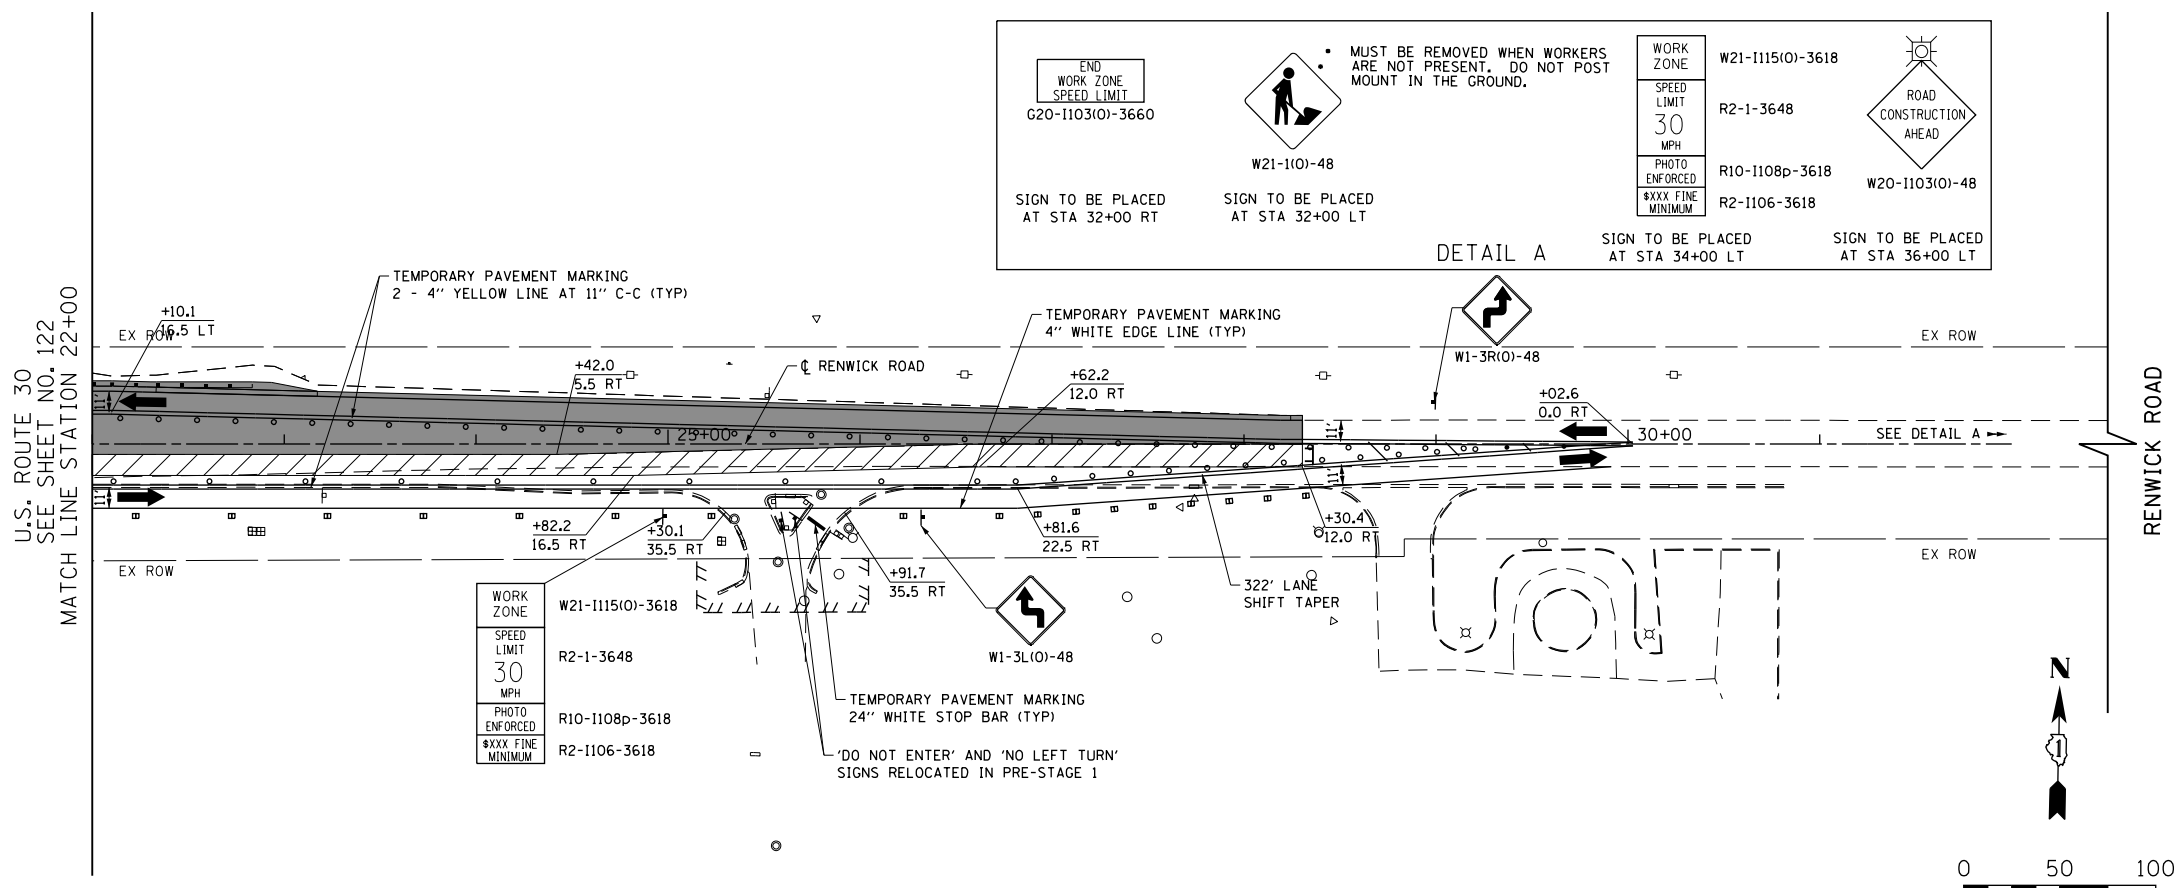 END
WORK ZONE
SPEED LIMIT
G20-I103(O)-3660
SIGN TO BE PLACED
AT STA 32+00 RT
W21-1(O)-48
SIGN TO BE PLACED
AT STA 32+00 LT
MUST BE REMOVED WHEN WORKERS
ARE NOT PRESENT. DO NOT POST
MOUNT IN THE GROUND.
WORK
ZONE
W21-I115(O)-3618
SPEED
LIMIT
30
MPH
R2-1-3648
PHOTO
ENFORCED
R10-I108p-3618
$XXX FINE
MINIMUM
R2-I106-3618
SIGN TO BE PLACED
AT STA 34+00 LT
ROAD
CONSTRUCTION
AHEAD
W20-I103(O)-48
SIGN TO BE PLACED
AT STA 36+00 LT
DETAIL A
U.S. ROUTE 30
SEE SHEET NO. 122
MATCH LINE STATION 22+00
+10.1
16.5 LT
EX ROW
TEMPORARY PAVEMENT MARKING
2 - 4" YELLOW LINE AT 11" C-C (TYP)
+42.0
5.5 RT
℄ RENWICK ROAD
TEMPORARY PAVEMENT MARKING
4" WHITE EDGE LINE (TYP)
+62.2
12.0 RT
W1-3R(O)-48
+02.6
0.0 RT
EX ROW
11'
11'
25+00
30+00
SEE DETAIL A
11'
11'
RENWICK ROAD
+82.2
16.5 RT
+30.1
35.5 RT
+81.6
22.5 RT
+30.4
12.0 RT
EX ROW
EX ROW
+91.7
35.5 RT
322' LANE
SHIFT TAPER
WORK
ZONE
W21-I115(O)-3618
SPEED
LIMIT
30
MPH
R2-1-3648
PHOTO
ENFORCED
R10-I108p-3618
$XXX FINE
MINIMUM
R2-I106-3618
W1-3L(O)-48
TEMPORARY PAVEMENT MARKING
24" WHITE STOP BAR (TYP)
'DO NOT ENTER' AND 'NO LEFT TURN'
SIGNS RELOCATED IN PRE-STAGE 1
N
1
0 50 100